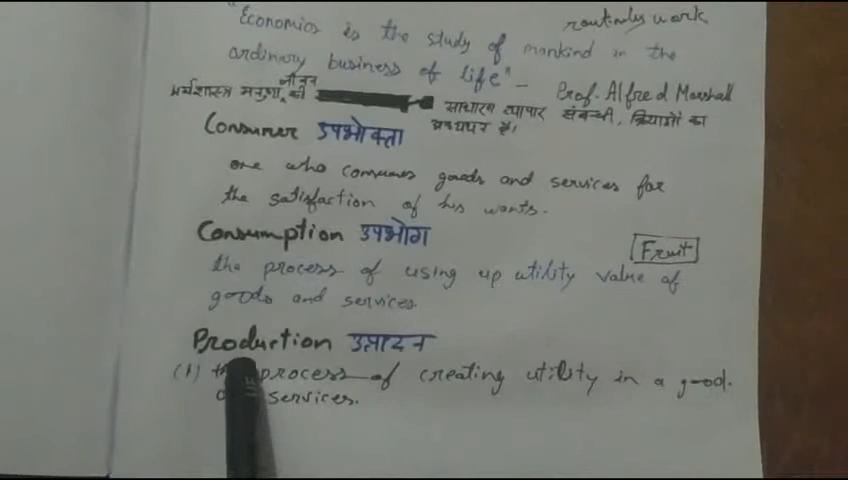 routinely work
"Economics is the study of mankind in the
ordinary business of life" - Prof. Alfred Marshall
अर्थशास्त्र मनुष्य की जीवन साधारण व्यापार संबन्धी, क्रियाओं का
अध्ययन है।
Consumer उपभोक्ता
one who consumes goods and services for
the satisfaction of his wants.
Consumption उपभोग
Fruit
the process of using up utility value of
goods and services.
Production उत्पादन
(1) process of creating utility in a good.
services.